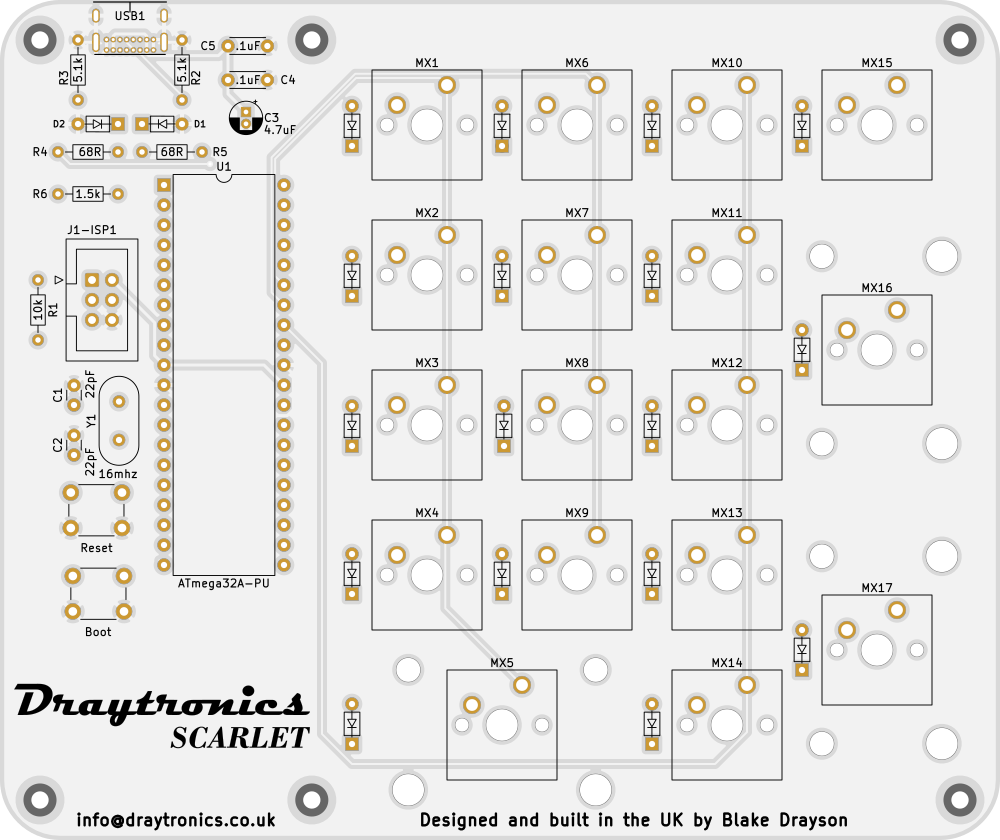 USB1
C5 .1uF
MX1 MX6 MX10 MX15
R3 5.1k 5.1k R2
.1uF C4
C3
4.7uF
D2 D1
R4 68R 68R R5
U1
R6 1.5k
MX2 MX7 MX11
J1-ISP1
MX16
10k R1
MX3 MX8 MX12
C1 22pF
Y1
C2 22pF
16mhz
MX4 MX9 MX13
Reset
ATmega32A-PU
MX17
Boot
MX5 MX14
Draytronics
SCARLET
info@draytronics.co.uk
Designed and built in the UK by Blake Drayson